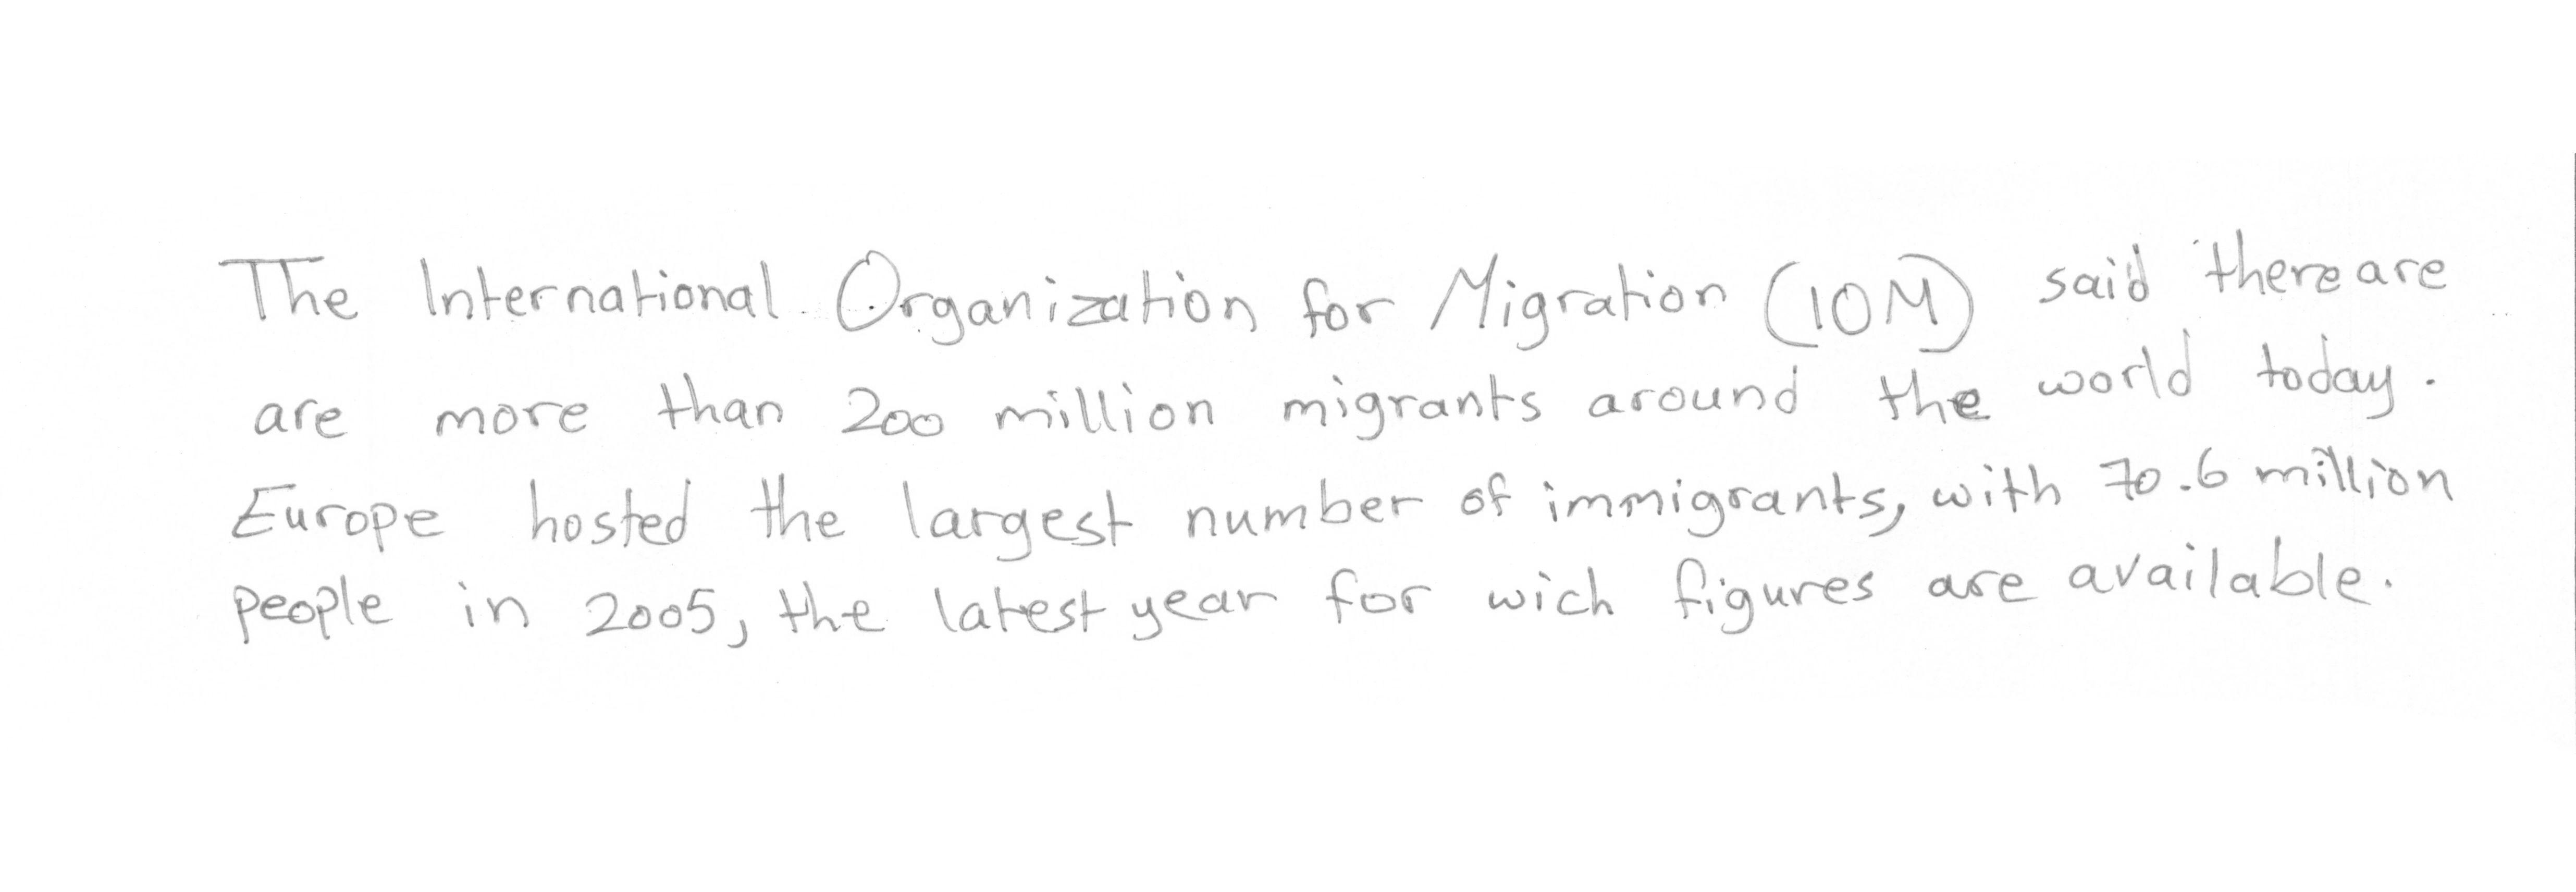 The International Organization for Migration (IOM) said there are
are more than 200 million migrants around the world today.
Europe hosted the largest number of immigrants, with 70.6 million
people in 2005, the latest year for wich figures are available.